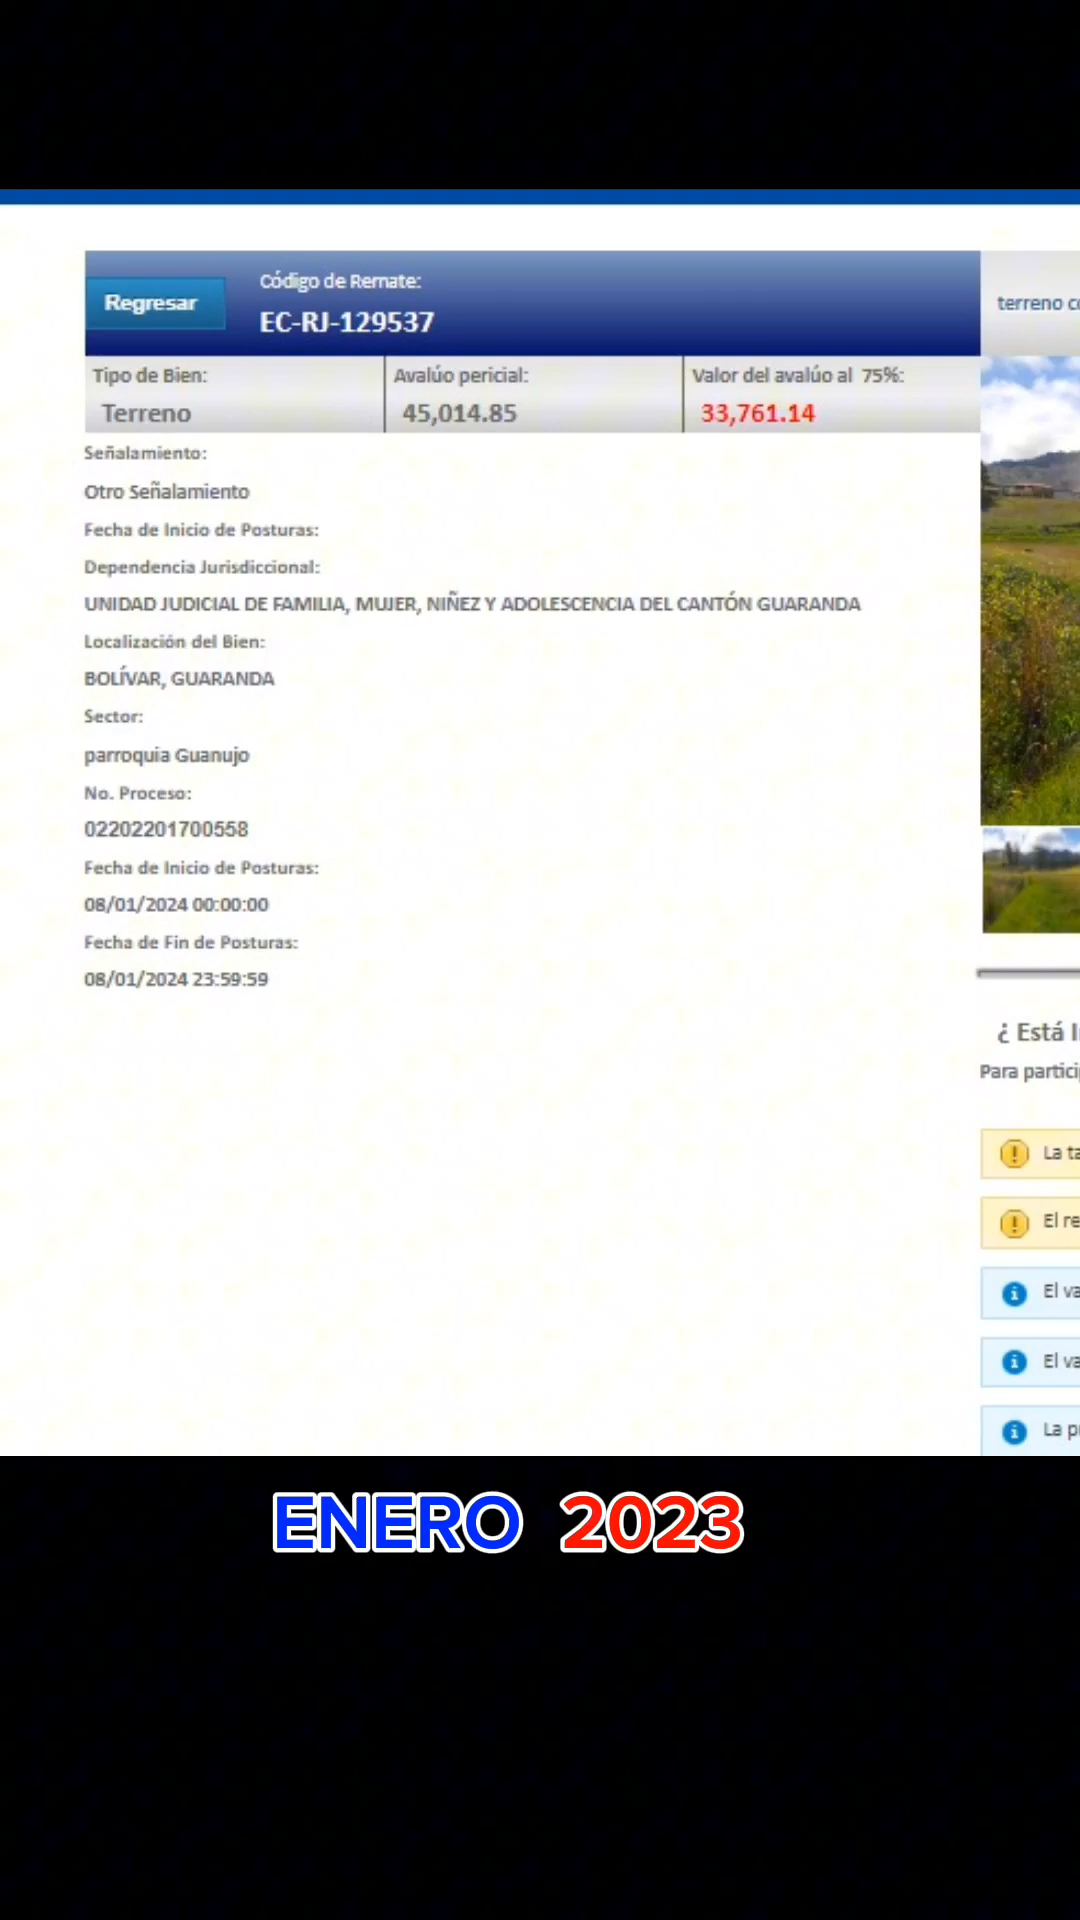 Regresar
Código de Remate:
EC-RJ-129537
Tipo de Bien:
Terreno
Avalúo pericial:
45,014.85
Valor del avalúo al 75%:
33,761.14
Señalamiento:
Otro Señalamiento
Fecha de Inicio de Posturas:
Dependencia Jurisdiccional:
UNIDAD JUDICIAL DE FAMILIA, MUJER, NIÑEZ Y ADOLESCENCIA DEL CANTÓN GUARANDA
Localización del Bien:
BOLÍVAR, GUARANDA
Sector:
parroquia Guanujo
No. Proceso:
02202201700558
Fecha de Inicio de Posturas:
08/01/2024 00:00:00
Fecha de Fin de Posturas:
08/01/2024 23:59:59
terreno
¿ Está
Para
La
El
El
El
La
ENERO 2023